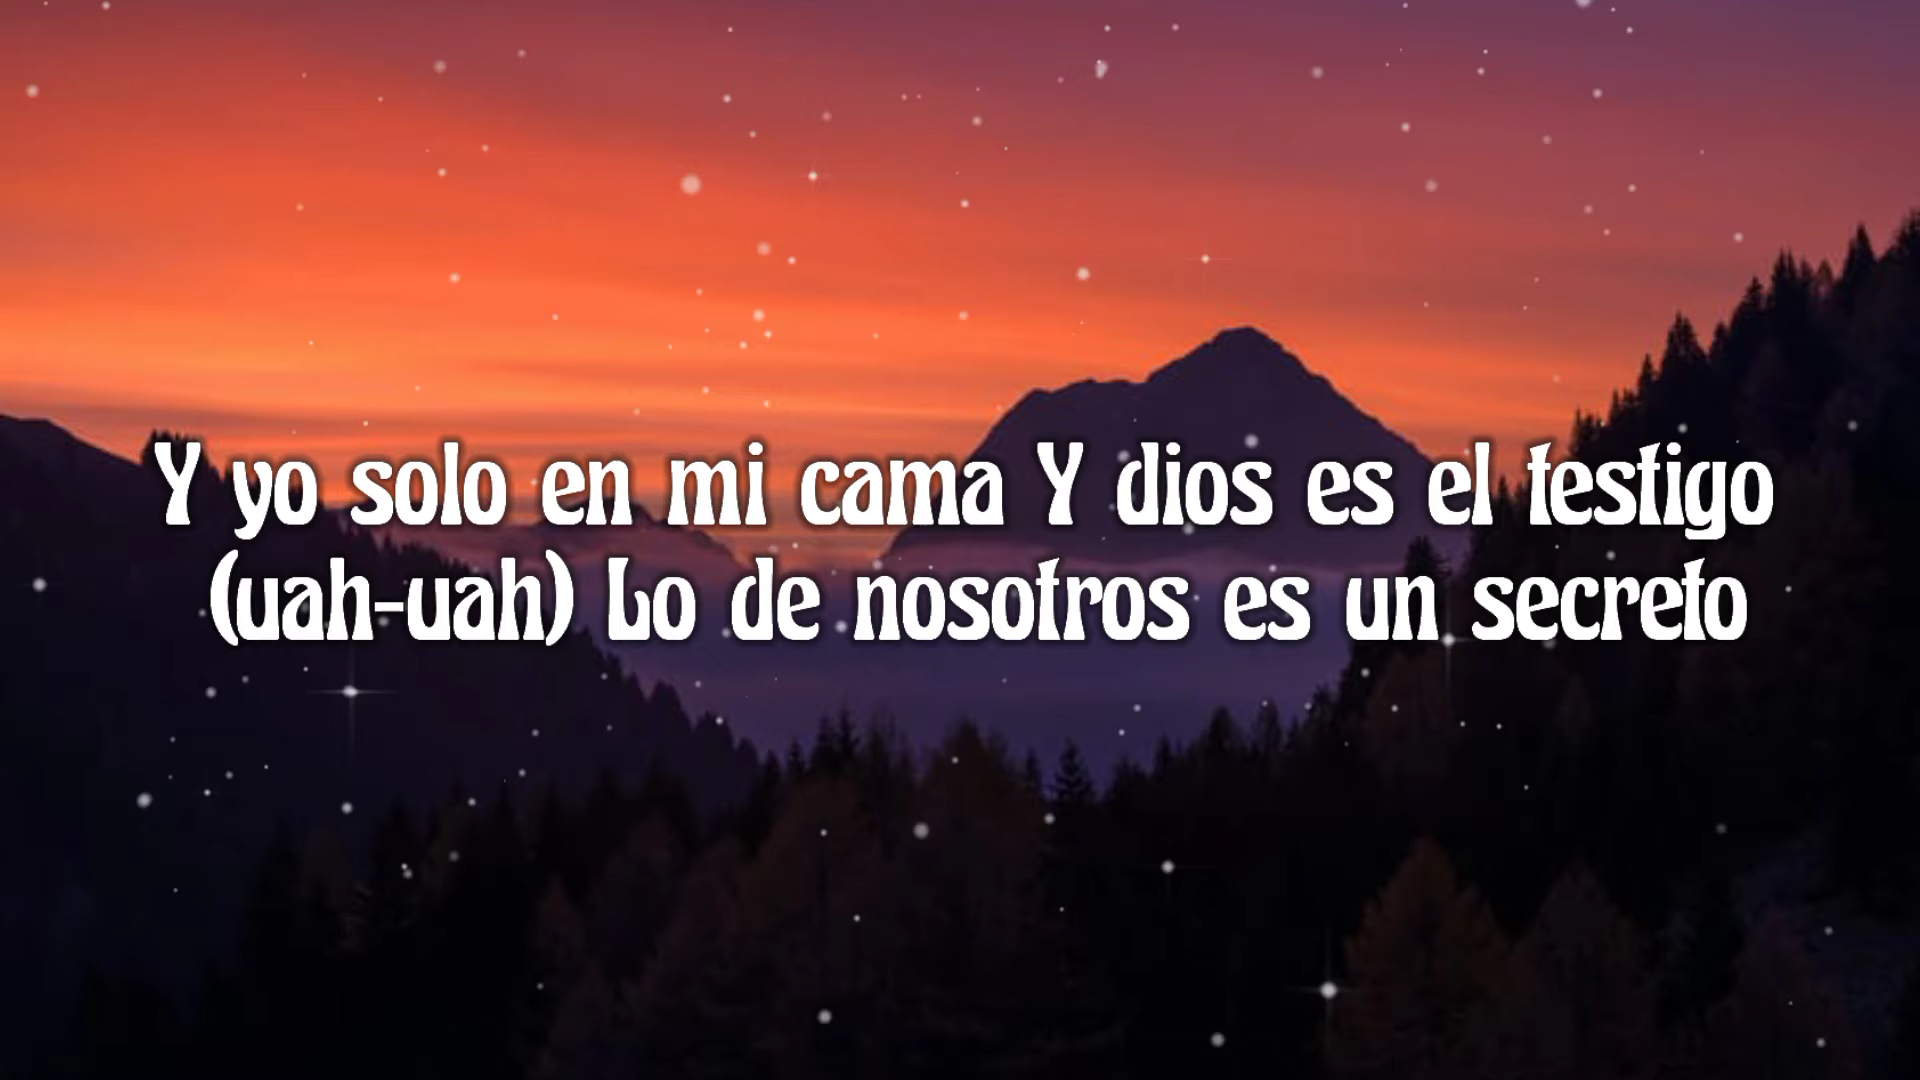 Y yo solo en mi cama Y dios es el testigo
(uah-uah) Lo de nosotros es un secreto